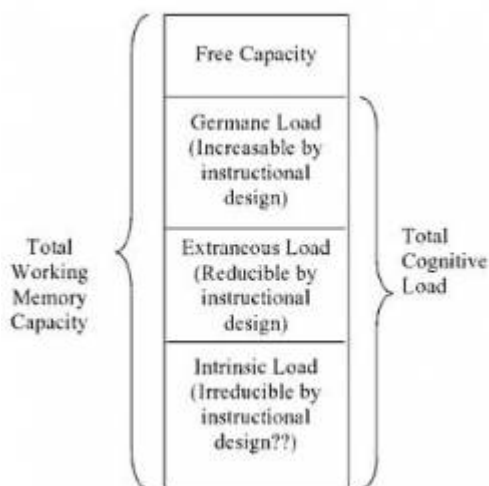 Free Capacity
Germane Load
(Increasable by
instructional
design)
Extraneous Load
(Reducible by
instructional
design)
Intrinsic Load
(Irreducible by
instructional
design??)
Total
Working
Memory
Capacity
Total
Cognitive
Load